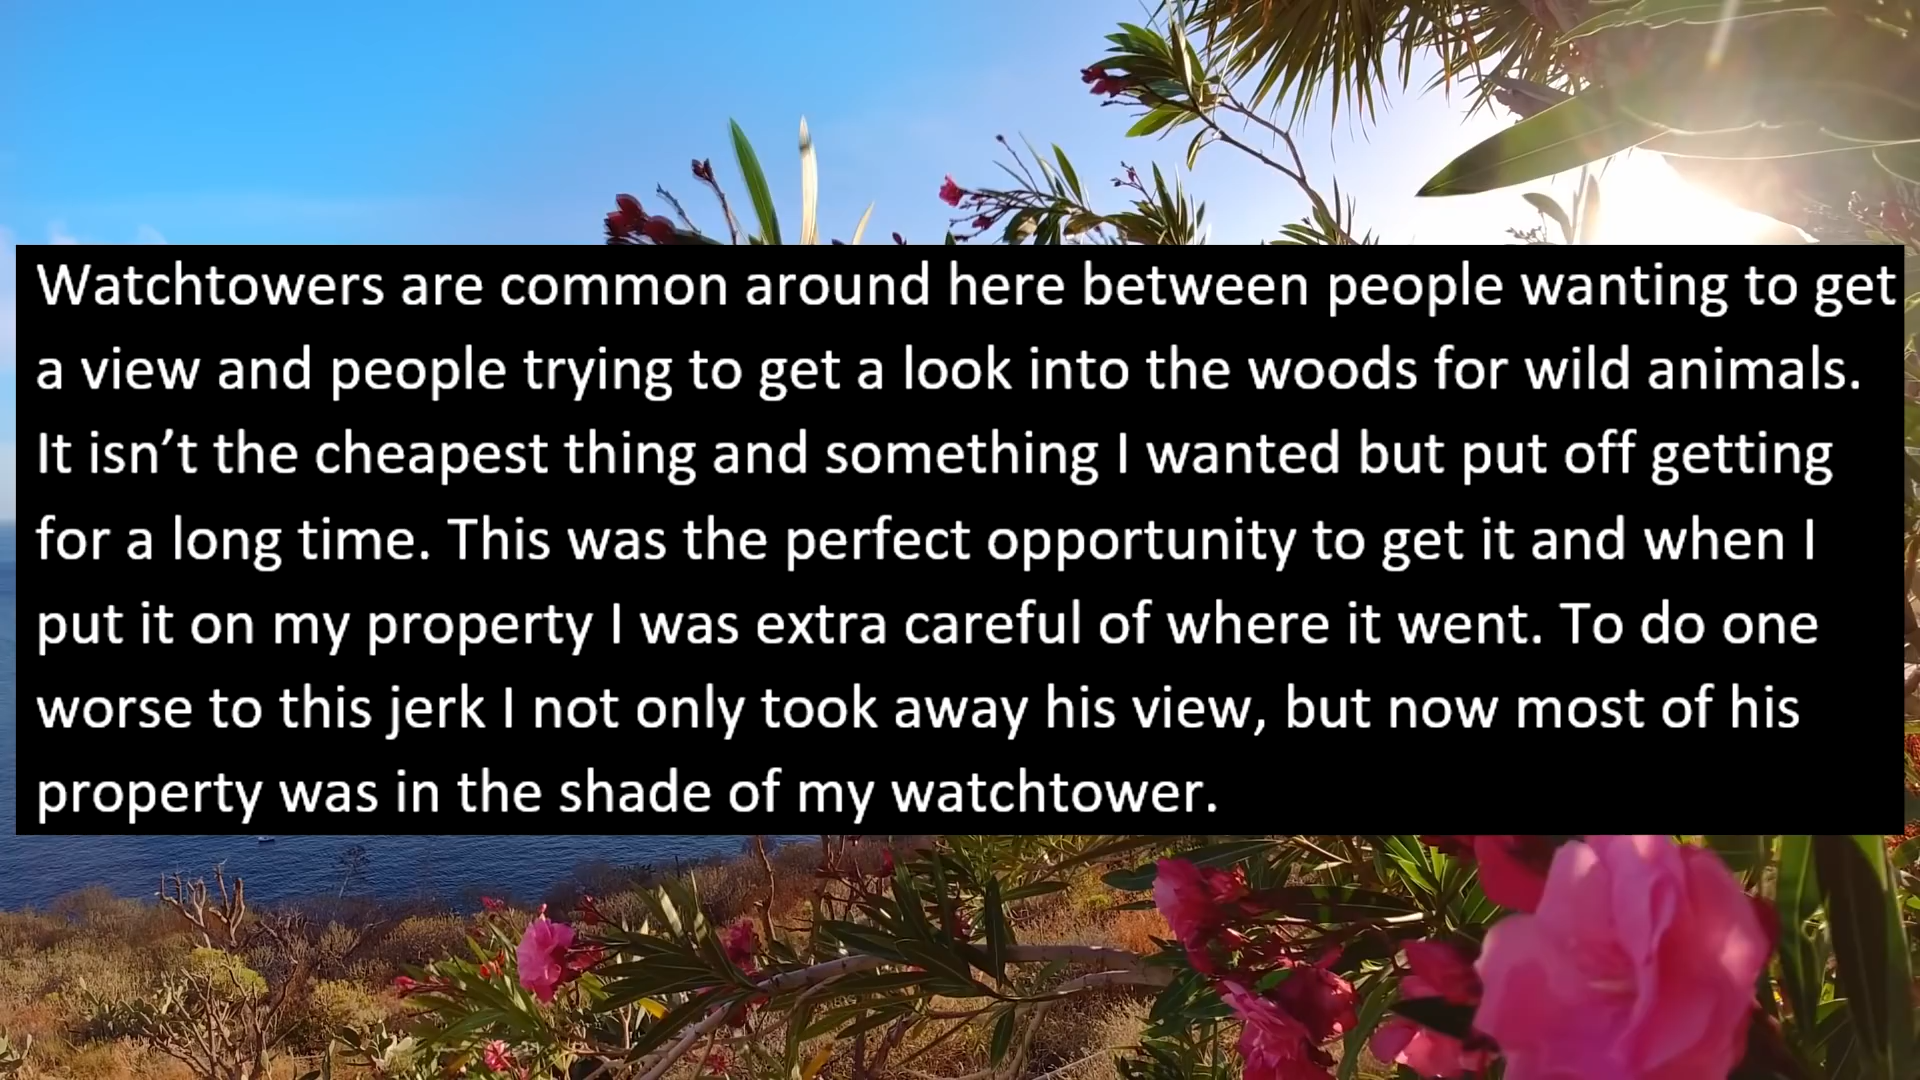 Watchtowers are common around here between people wanting to get
a view and people trying to get a look into the woods for wild animals.
It isn’t the cheapest thing and something I wanted but put off getting
for a long time. This was the perfect opportunity to get it and when I
put it on my property I was extra careful of where it went. To do one
worse to this jerk I not only took away his view, but now most of his
property was in the shade of my watchtower.